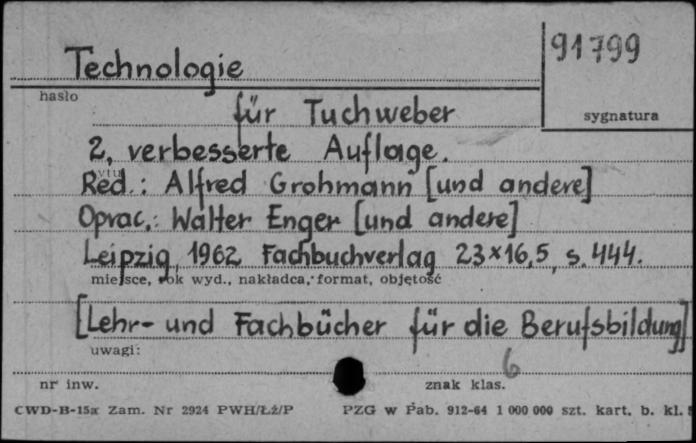 Technologie
91799
hasło
für Tuchweber
sygnatura
2, verbesserte Auflage.
Red.: Alfred Grohmann [und andere]
Oprac.: Walter Enger [und andere]
Leipzig, 1962 Fachbuchverlag 23×16,5, s. 444.
miejsce, rok wyd., nakładca, format, objętość
[Lehr- und Fachbücher für die Berufsbildung]
uwagi:
6
nr inw.
znak klas.
CWD-B-15a Zam. Nr 2924 PWH/Łż/P PZG w Pab. 912-64 1 000 000 szt. kart. b. kl.